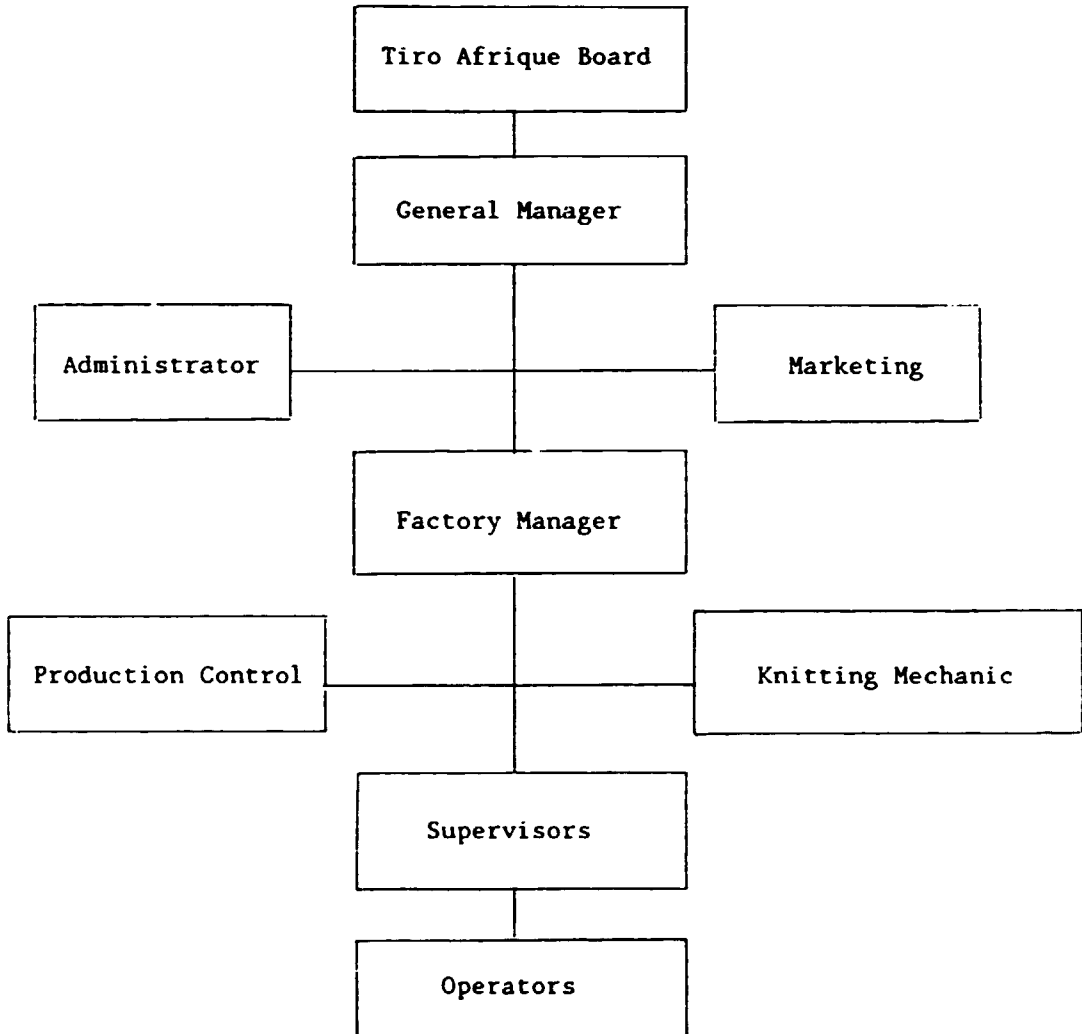 Tiro Afrique Board
General Manager
Administrator
Marketing
Factory Manager
Production Control
Knitting Mechanic
Supervisors
Operators